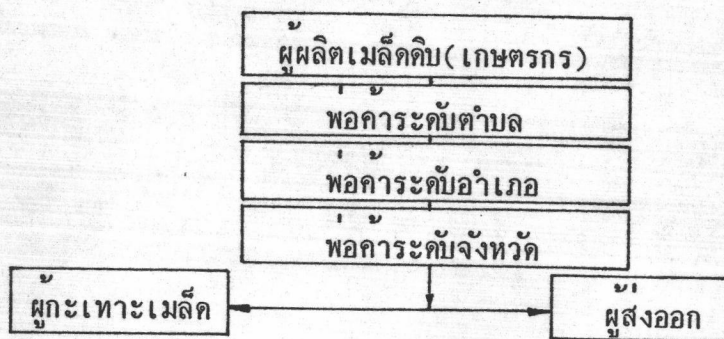 ผู้ผลิตเมล็ดดิบ(เกษตรกร)
พ่อค้าระดับตำบล
พ่อค้าระดับอำเภอ
พ่อค้าระดับจังหวัด
ผู้กะเทาะเมล็ด
ผู้ส่งออก